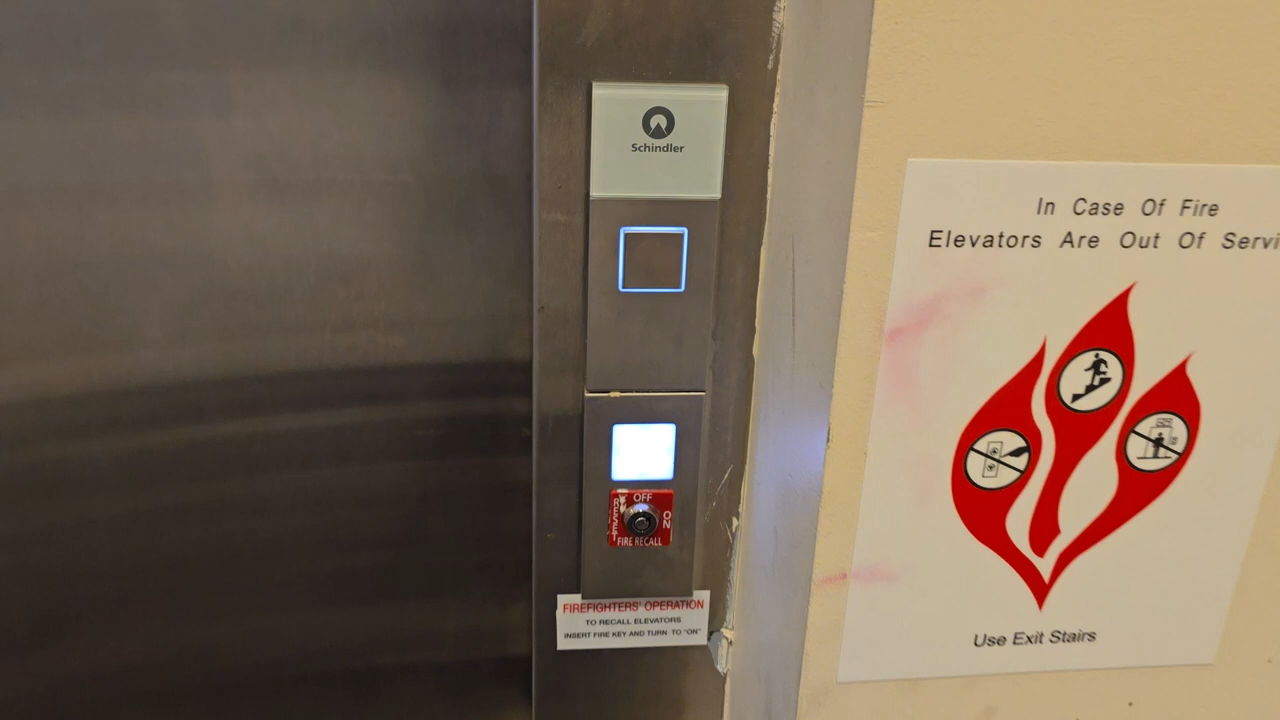 Schindler
OFF
RESET
ON
FIRE RECALL
FIREFIGHTERS' OPERATION
TO RECALL ELEVATORS
INSERT FIRE KEY AND TURN TO "ON"
In Case Of Fire
Elevators Are Out Of Servi
Use Exit Stairs